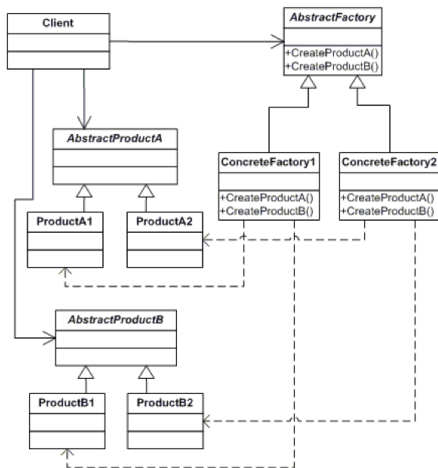 Client
AbstractFactory
+CreateProductA()
+CreateProductB()
AbstractProductA
ConcreteFactory1
+CreateProductA()
+CreateProductB()
ConcreteFactory2
+CreateProductA()
+CreateProductB()
ProductA1
ProductA2
AbstractProductB
ProductB1
ProductB2